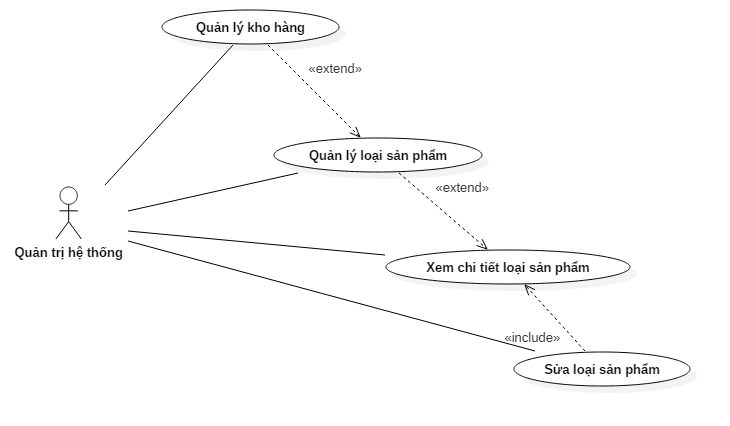 Quản lý kho hàng
«extend»
Quản lý loại sản phẩm
«extend»
Quản trị hệ thống
Xem chi tiết loại sản phẩm
«include»
Sửa loại sản phẩm